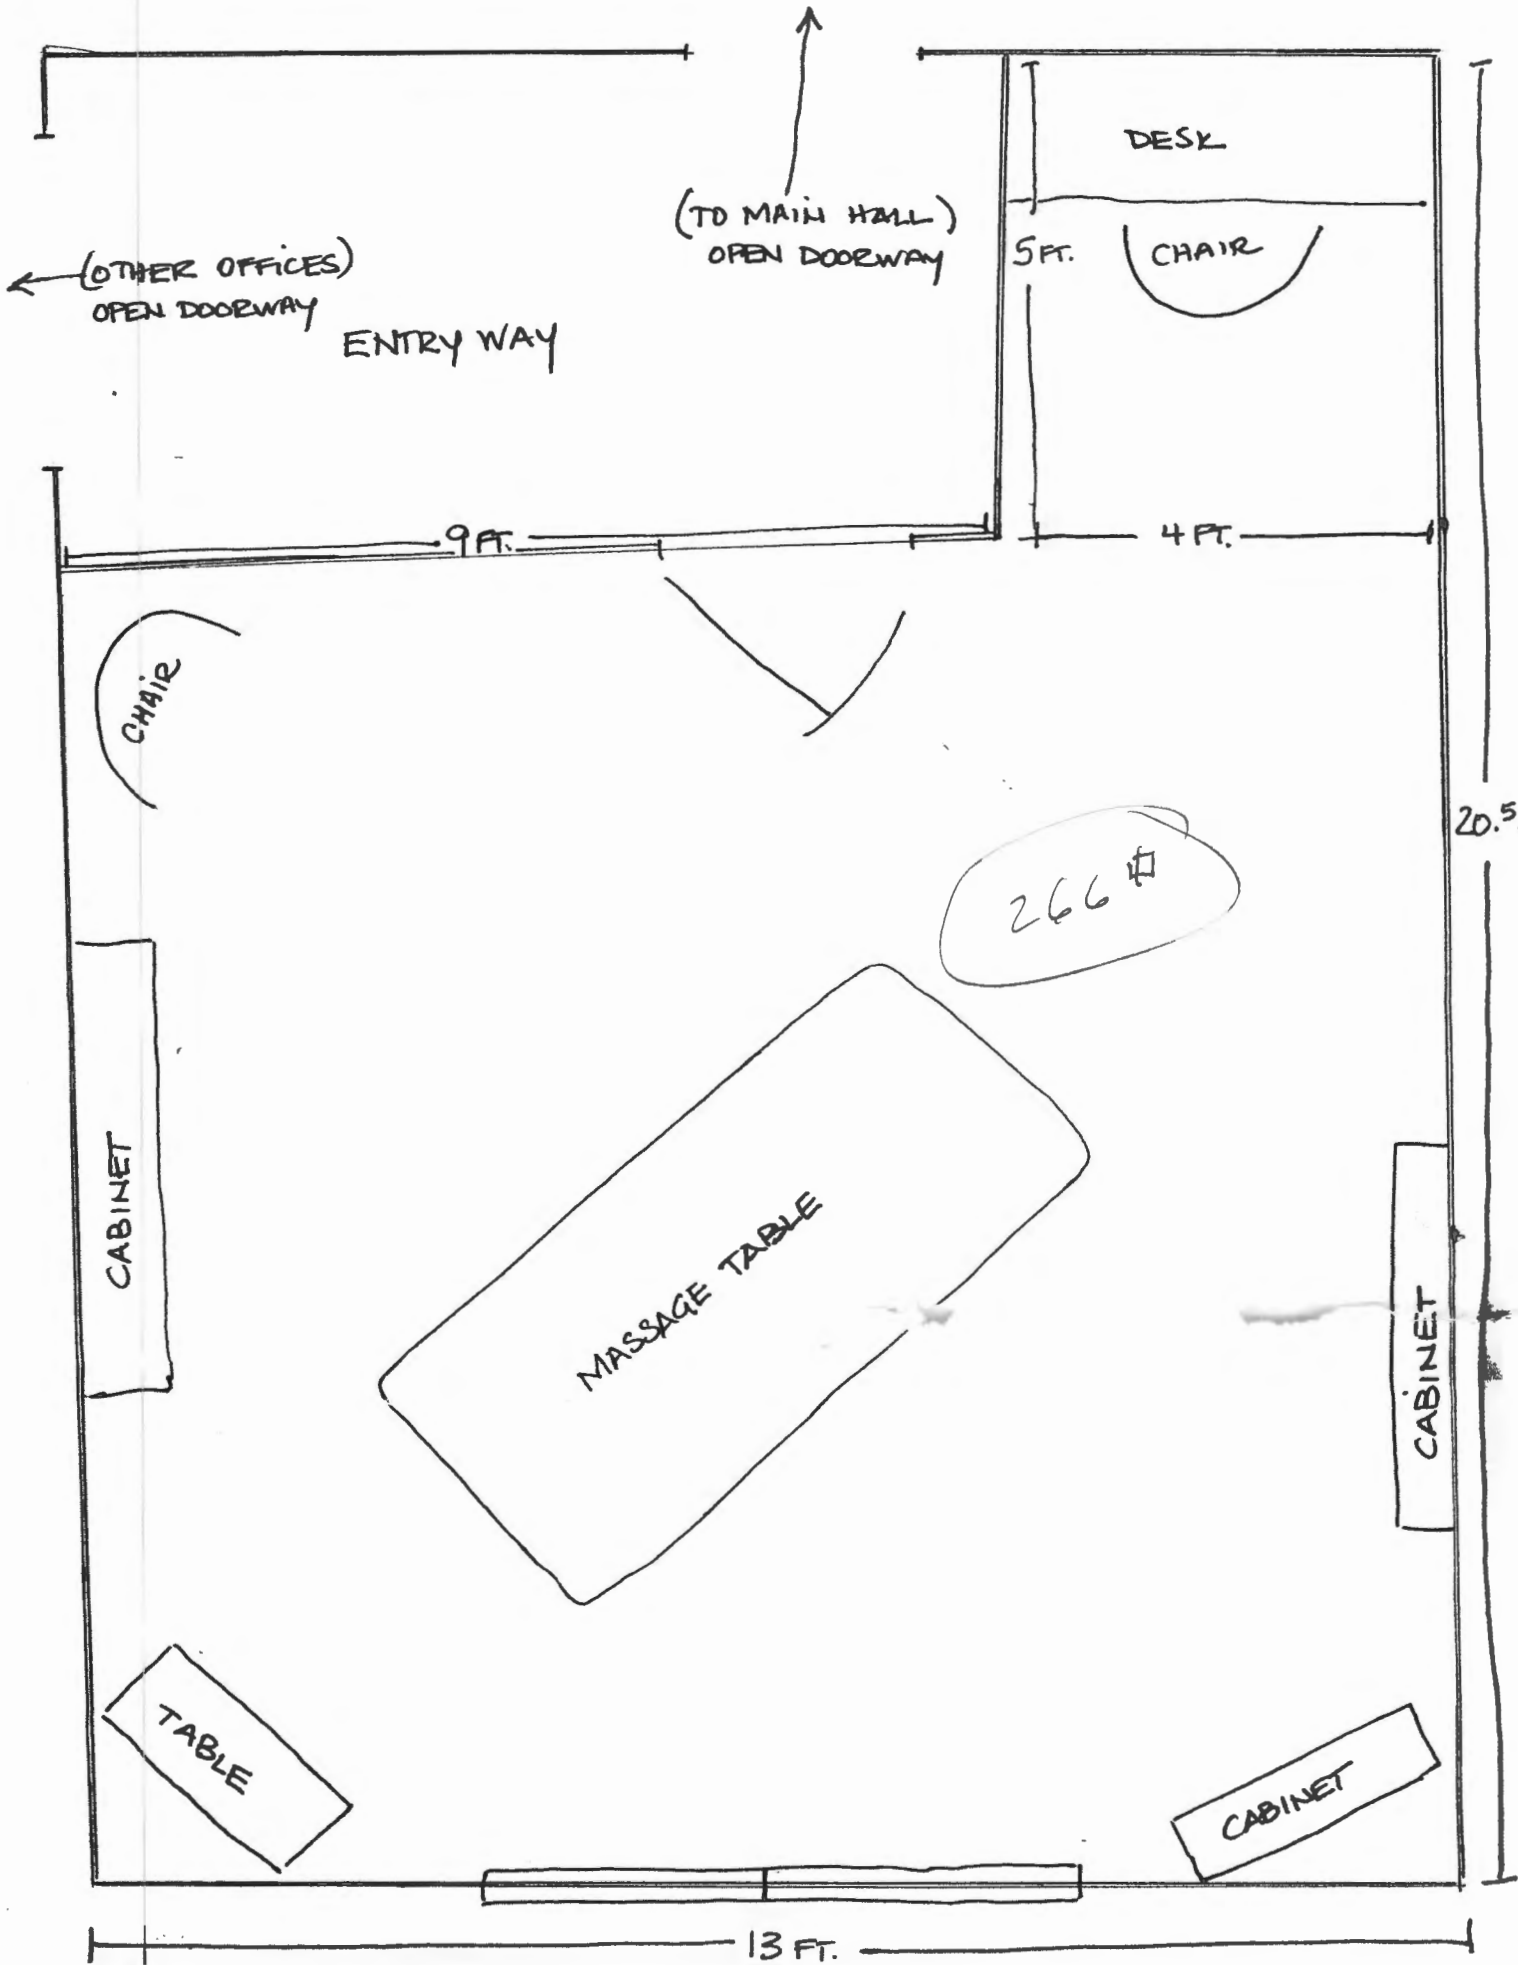 DESK
(TO MAIN HALL)
OPEN DOORWAY
5 FT.
CHAIR
(OTHER OFFICES)
OPEN DOORWAY
ENTRY WAY
9 FT.
4 FT.
CHAIR
20.5
266 #
CABINET
MASSAGE TABLE
CABINET
TABLE
CABINET
13 FT.